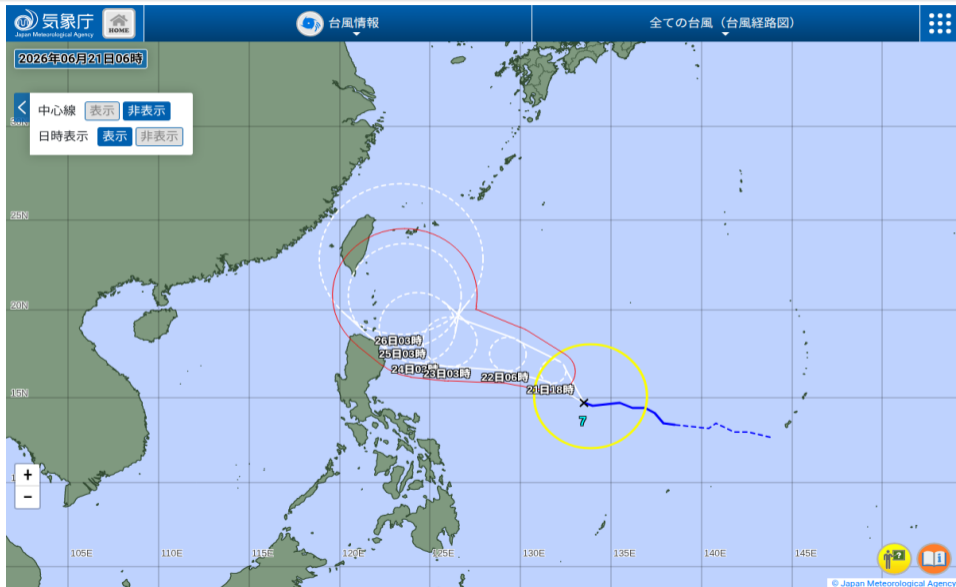 気象庁
Japan Meteorological Agency
HOME
台風情報
全ての台風（台風経路図）
2026年06月21日06時
中心線 表示 非表示
日時表示 表示 非表示
25N
20N
15N
26日03時
25日03時
24日03時
23日03時
22日06時
21日18時
7
+
−
105E 110E 115E 120E 125E 130E 135E 140E 145E
© Japan Meteorological Agency